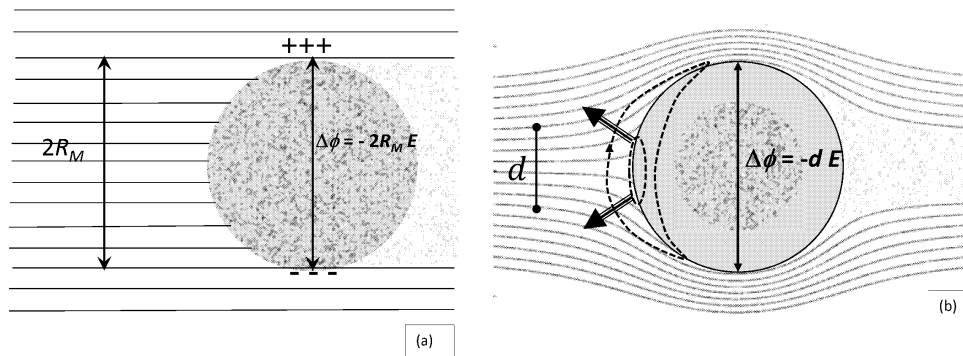 +++
2R_M
Δϕ = - 2R_M E
- - -
(a)
d
Δϕ = -d E
(b)